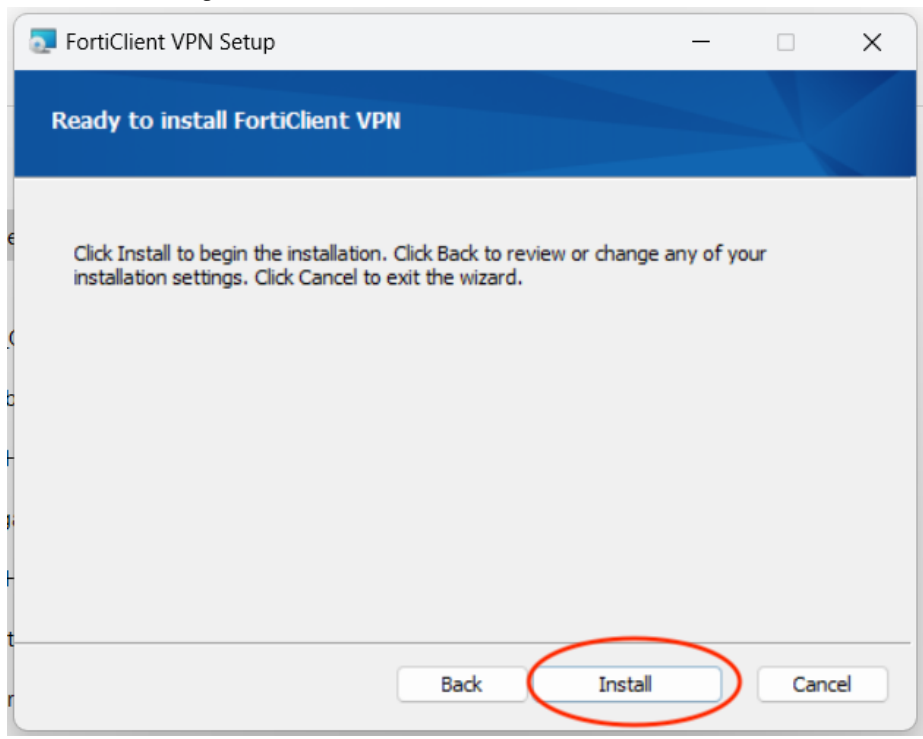 FortiClient VPN Setup
Ready to install FortiClient VPN
Click Install to begin the installation. Click Back to review or change any of your
installation settings. Click Cancel to exit the wizard.
Back
Install
Cancel